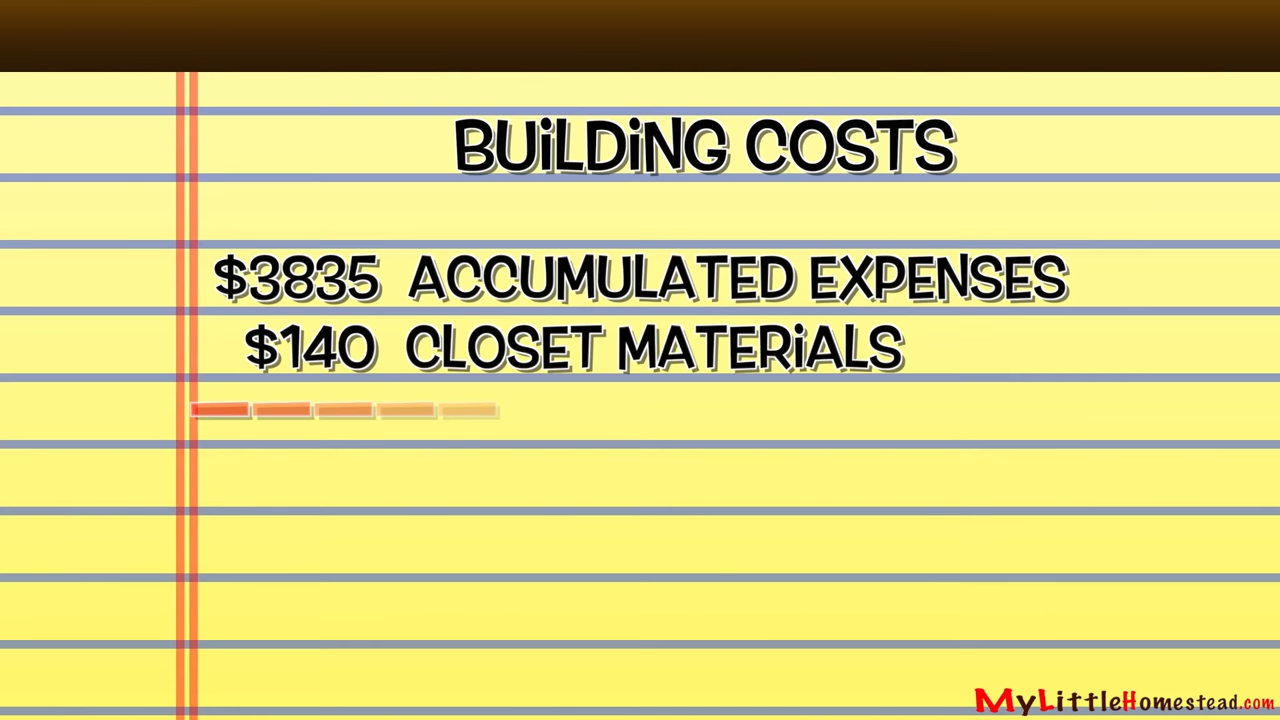 BUiLDiNG COSTS
$3835 ACCUMULATED EXPENSES
$140 CLOSET MATERiALS
MyLittleHomestead.com